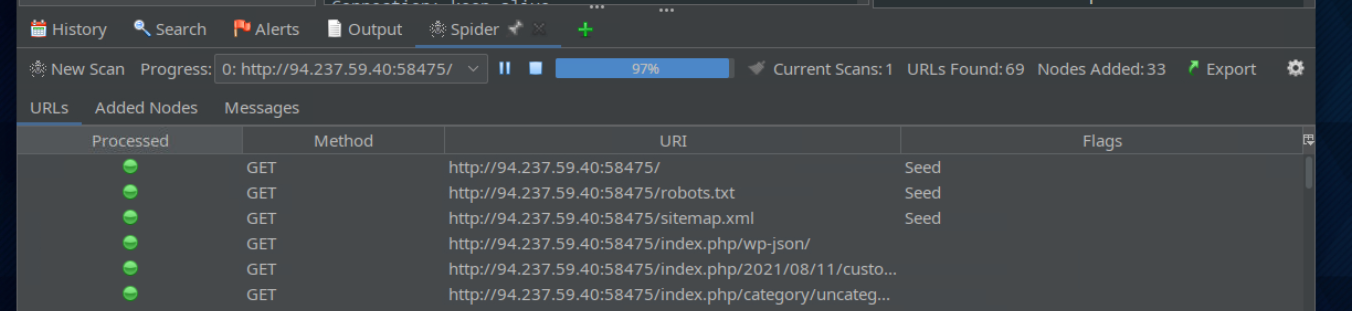 Connection: keep-alive
History Search Alerts Output Spider
New Scan Progress: 0: http://94.237.59.40:58475/ 97% Current Scans: 1 URLs Found: 69 Nodes Added: 33 Export
URLs Added Nodes Messages
Processed Method URI Flags
GET http://94.237.59.40:58475/ Seed
GET http://94.237.59.40:58475/robots.txt Seed
GET http://94.237.59.40:58475/sitemap.xml Seed
GET http://94.237.59.40:58475/index.php/wp-json/
GET http://94.237.59.40:58475/index.php/2021/08/11/custo...
GET http://94.237.59.40:58475/index.php/category/uncateg...